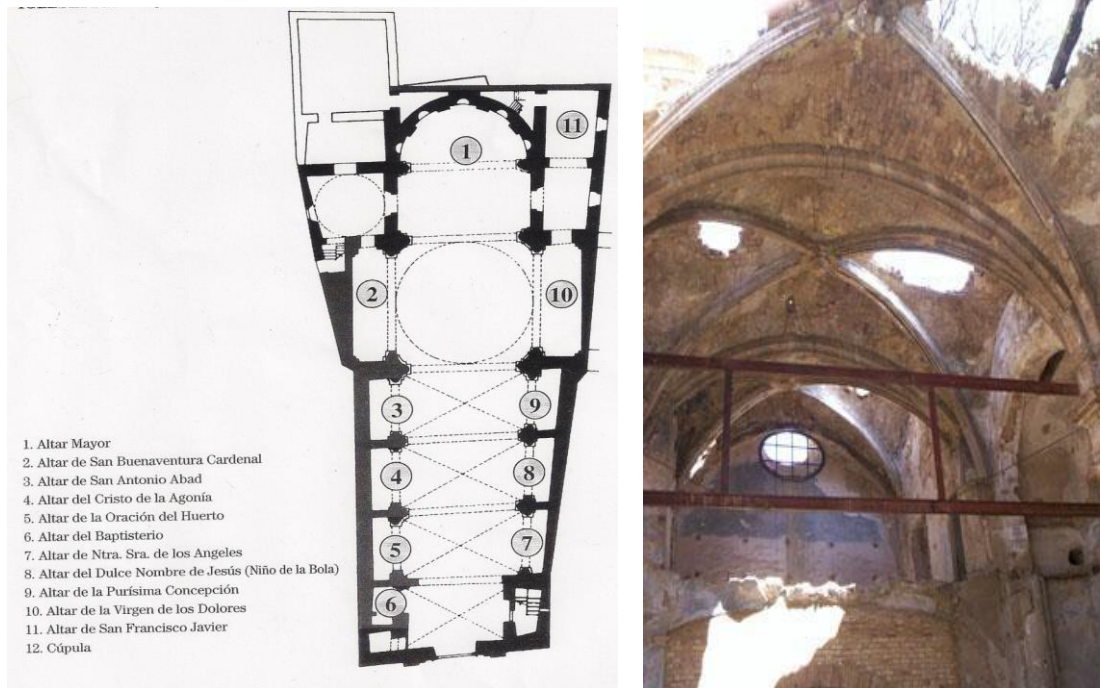 1
11
2
10
3
9
4
8
5
7
6
1. Altar Mayor
2. Altar de San Buenaventura Cardenal
3. Altar de San Antonio Abad
4. Altar del Cristo de la Agonía
5. Altar de la Oración del Huerto
6. Altar del Baptisterio
7. Altar de Ntra. Sra. de los Angeles
8. Altar del Dulce Nombre de Jesús (Niño de la Bola)
9. Altar de la Purísima Concepción
10. Altar de la Virgen de los Dolores
11. Altar de San Francisco Javier
12. Cúpula